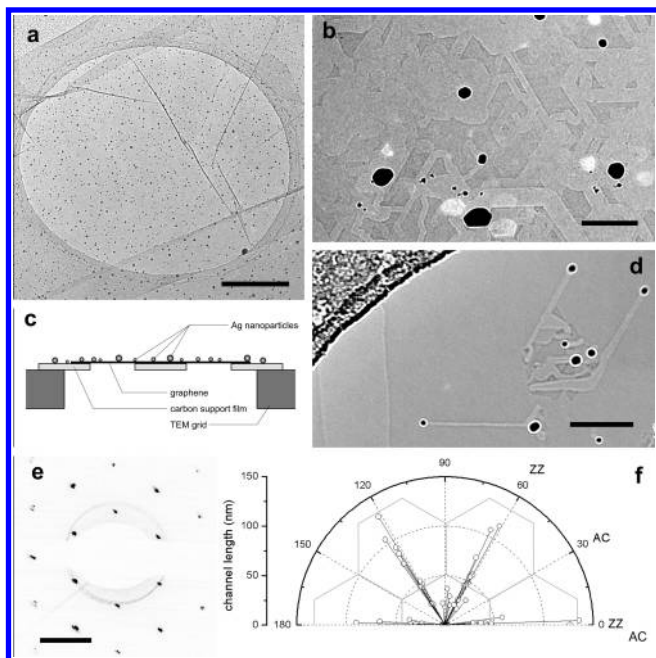 a
b
c
Ag nanoparticles
graphene
carbon support film
TEM grid
d
e
f
channel length (nm)
150
100
50
0
180
150
120
90
60
30
0
ZZ
AC
ZZ
AC